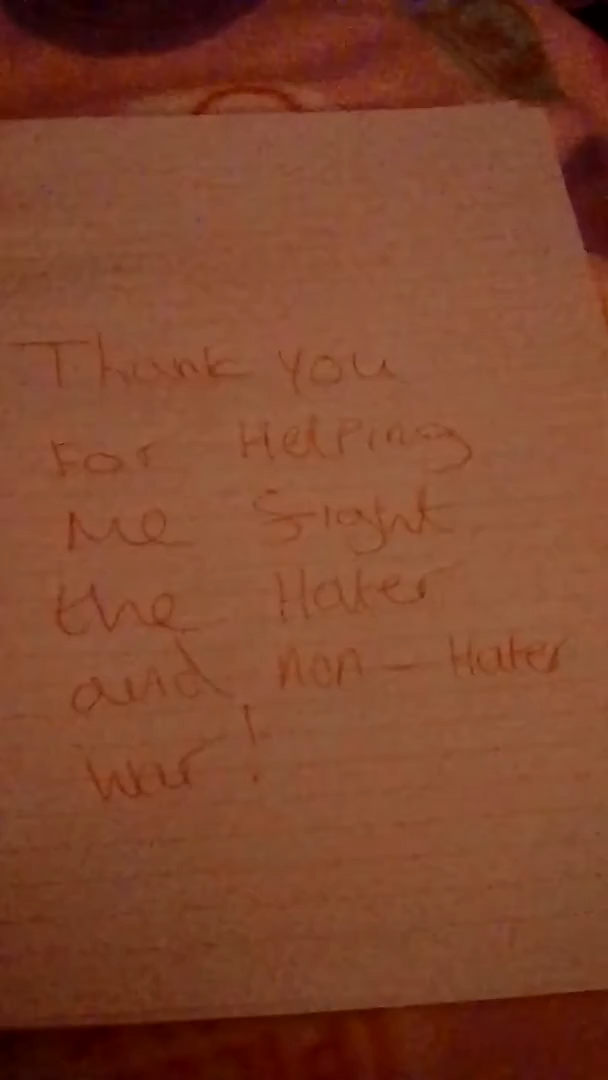 Thank you
For Helping
Me fight
the Hater
and non-Hater
war!